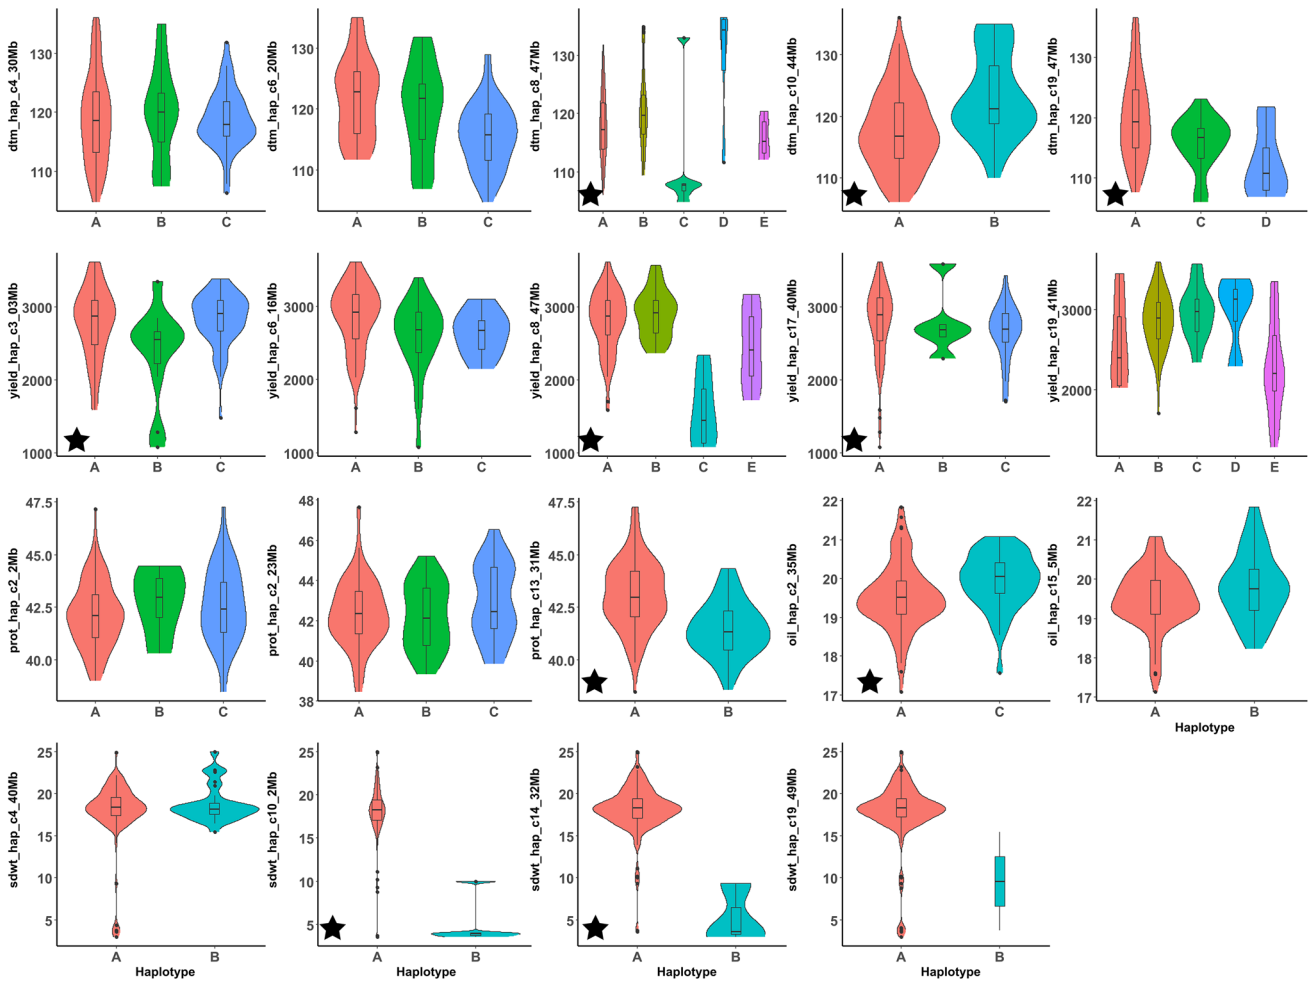 dtm_hap_c4_30Mb
130
120
110
A B C
dtm_hap_c6_20Mb
130
120
110
A B C
dtm_hap_c8_47Mb
130
120
110
A B C D E
dtm_hap_c10_44Mb
130
120
110
A B
dtm_hap_c19_47Mb
130
120
110
A C D
yield_hap_c3_03Mb
3000
2000
1000
A B C
yield_hap_c6_16Mb
3000
2000
1000
A B C
yield_hap_c8_47Mb
3000
2000
1000
A B C E
yield_hap_c17_40Mb
3000
2000
1000
A B C
yield_hap_c19_41Mb
3000
2000
A B C D E
prot_hap_c2_2Mb
47.5
45.0
42.5
40.0
A B C
prot_hap_c2_23Mb
48
46
44
42
40
38
A B C
prot_hap_c13_31Mb
47.5
45.0
42.5
40.0
A B
oil_hap_c2_35Mb
22
21
20
19
18
17
A C
oil_hap_c15_5Mb
22
21
20
19
18
17
A B
Haplotype
sdwt_hap_c4_40Mb
25
20
15
10
5
A B
Haplotype
sdwt_hap_c10_2Mb
25
20
15
10
5
A B
Haplotype
sdwt_hap_c14_32Mb
25
20
15
10
5
A B
Haplotype
sdwt_hap_c19_49Mb
25
20
15
10
5
A B
Haplotype